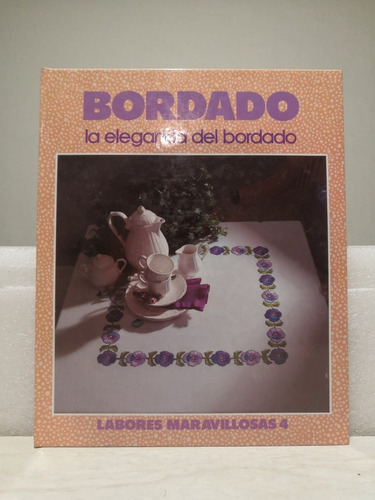 BORDADO
la elegancia del bordado
LABORES MARAVILLOSAS 4